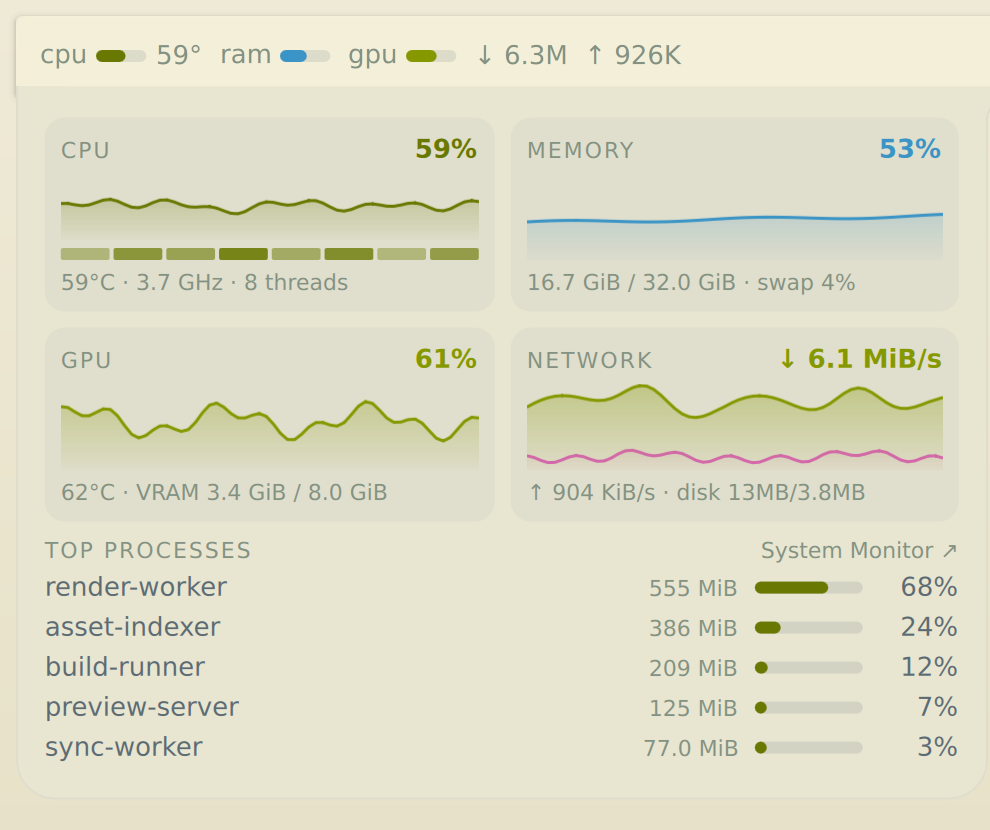 cpu 59° ram gpu ↓ 6.3M ↑ 926K
CPU 59%
59°C · 3.7 GHz · 8 threads
MEMORY 53%
16.7 GiB / 32.0 GiB · swap 4%
GPU 61%
62°C · VRAM 3.4 GiB / 8.0 GiB
NETWORK ↓ 6.1 MiB/s
↑ 904 KiB/s · disk 13MB/3.8MB
TOP PROCESSES System Monitor ↗
render-worker 555 MiB 68%
asset-indexer 386 MiB 24%
build-runner 209 MiB 12%
preview-server 125 MiB 7%
sync-worker 77.0 MiB 3%